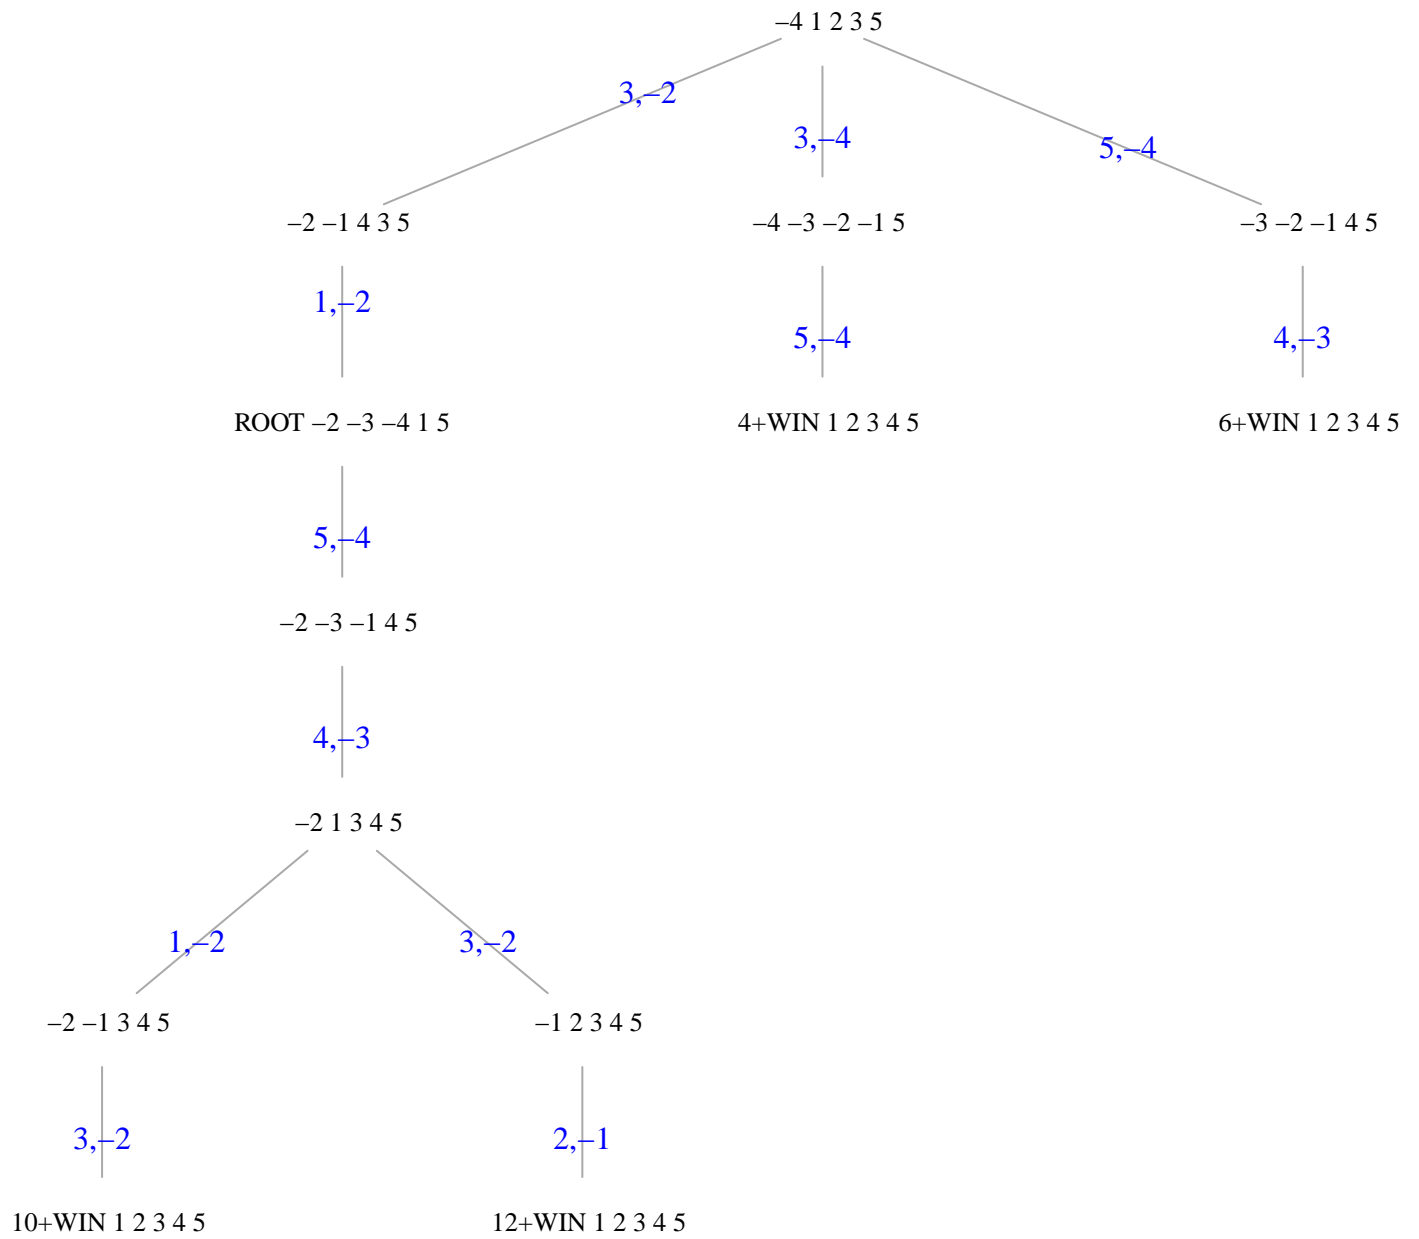 –4 1 2 3 5
3,–2
3,–4
5,–4
–2 –1 4 3 5
–4 –3 –2 –1 5
–3 –2 –1 4 5
1,–2
5,–4
4,–3
ROOT –2 –3 –4 1 5
4+WIN 1 2 3 4 5
6+WIN 1 2 3 4 5
5,–4
–2 –3 –1 4 5
4,–3
–2 1 3 4 5
1,–2
3,–2
–2 –1 3 4 5
–1 2 3 4 5
3,–2
2,–1
10+WIN 1 2 3 4 5
12+WIN 1 2 3 4 5